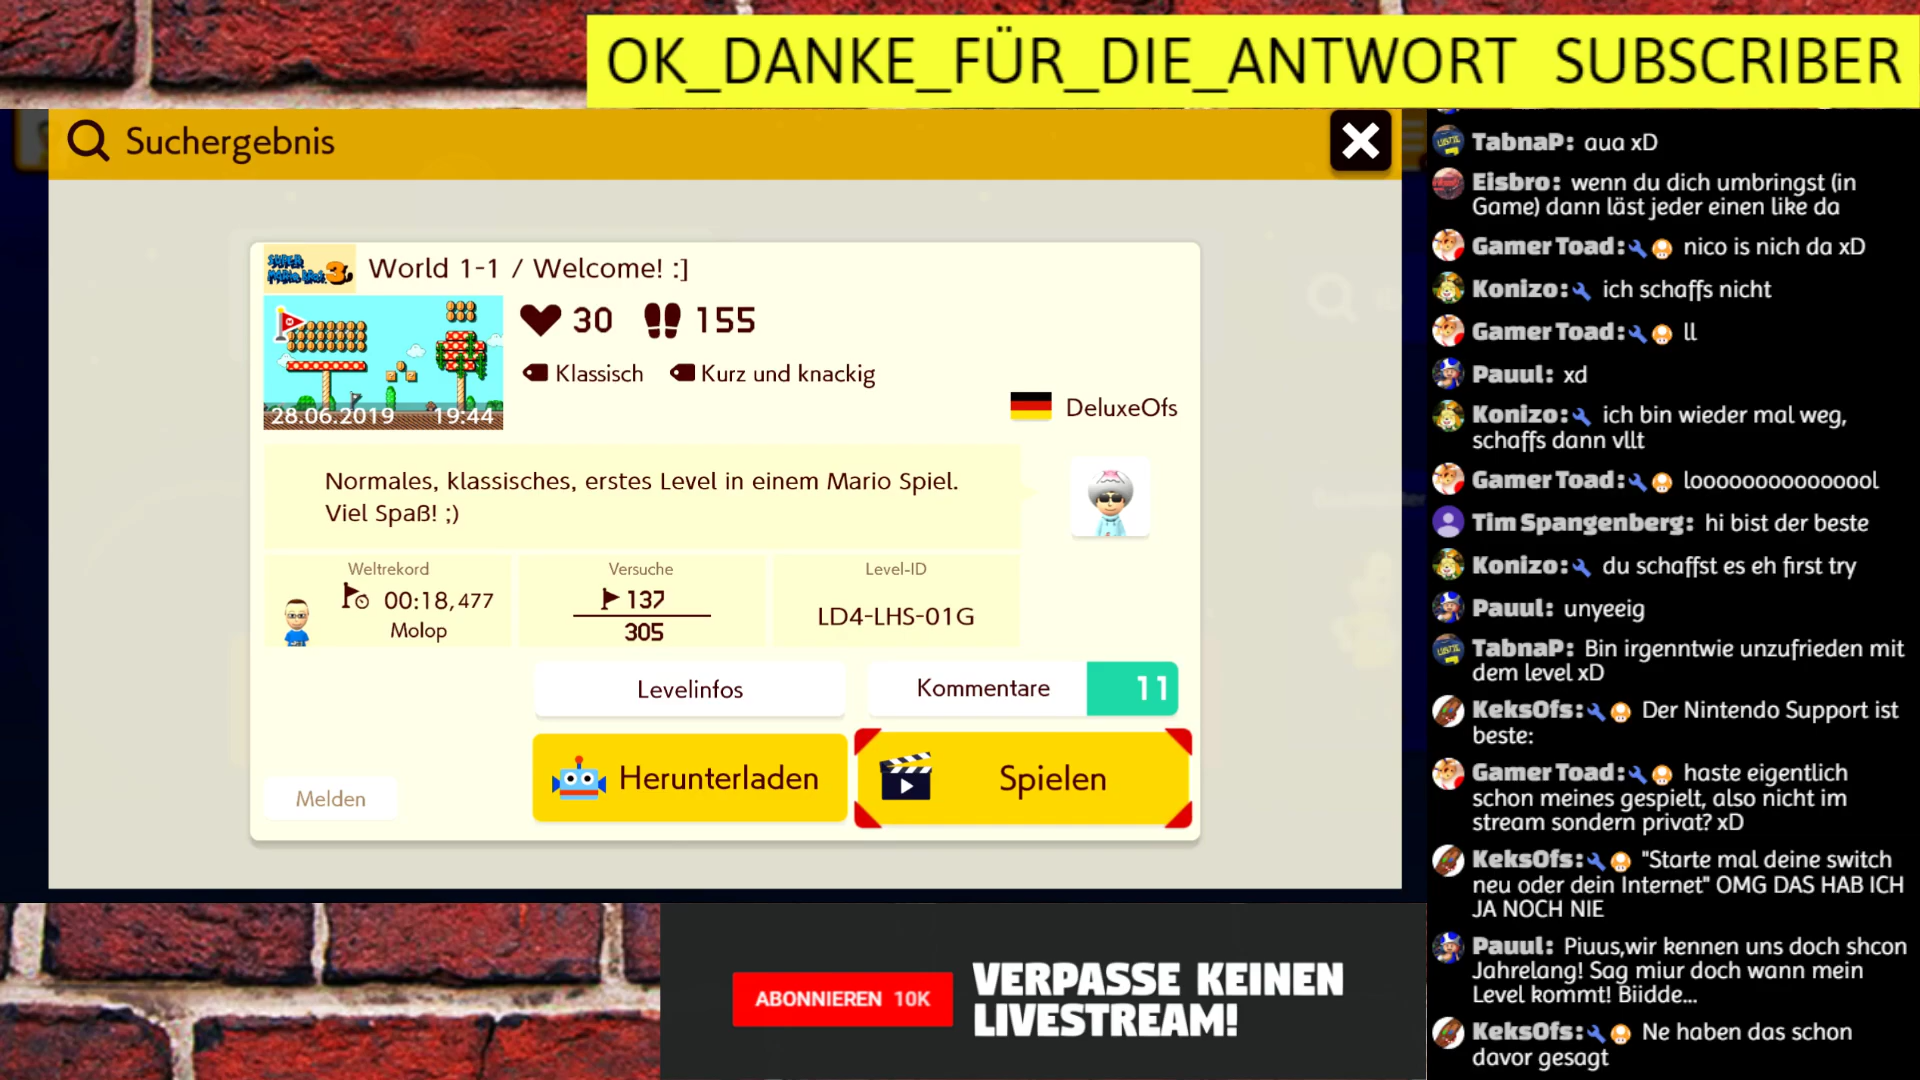 OK_DANKE_FÜR_DIE_ANTWORT SUBSCRIBER
Suchergebnis
SUPER
MARIO BROS. 3
World 1-1 / Welcome! :]
30 155
Klassisch Kurz und knackig
28.06.2019 19:44
DeluxeOfs
Normales, klassisches, erstes Level in einem Mario Spiel.
Viel Spaß! ;)
Weltrekord
00:18,477
Molop
Versuche
137
305
Level-ID
LD4-LHS-01G
Levelinfos
Kommentare 11
Melden
Herunterladen
Spielen
ABONNIEREN 10K
VERPASSE KEINEN
LIVESTREAM!
TabnaP: aua xD
Eisbro: wenn du dich umbringst (in
Game) dann läst jeder einen like da
Gamer Toad: nico is nich da xD
Konizo: ich schaffs nicht
Gamer Toad: ll
Pauul: xd
Konizo: ich bin wieder mal weg,
schaffs dann vllt
Gamer Toad: looooooooooooool
Tim Spangenberg: hi bist der beste
Konizo: du schaffst es eh first try
Pauul: unyeeig
TabnaP: Bin irgenntwie unzufrieden mit
dem level xD
KeksOfs: Der Nintendo Support ist
beste:
Gamer Toad: haste eigentlich
schon meines gespielt, also nicht im
stream sondern privat? xD
KeksOfs: "Starte mal deine switch
neu oder dein Internet" OMG DAS HAB ICH
JA NOCH NIE
Pauul: Piuus,wir kennen uns doch shcon
Jahrelang! Sag miur doch wann mein
Level kommt! Biidde...
KeksOfs: Ne haben das schon
davor gesagt